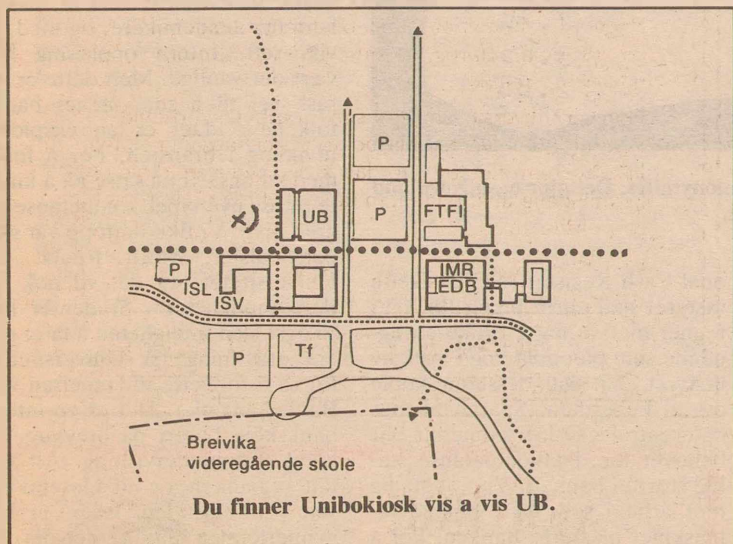 P
P
x) UB FTFI
P ISL ISV IMR
EDB
P Tf
Breivika
videregående skole
Du finner Unibokiosk vis a vis UB.